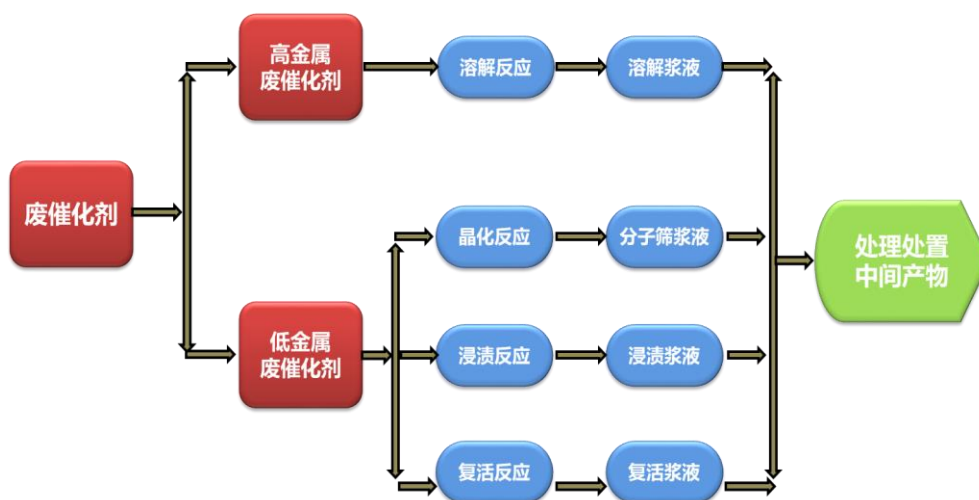 高金属
废催化剂
溶解反应
溶解浆液
废催化剂
晶化反应
分子筛浆液
处理处置
中间产物
低金属
废催化剂
浸渍反应
浸渍浆液
复活反应
复活浆液